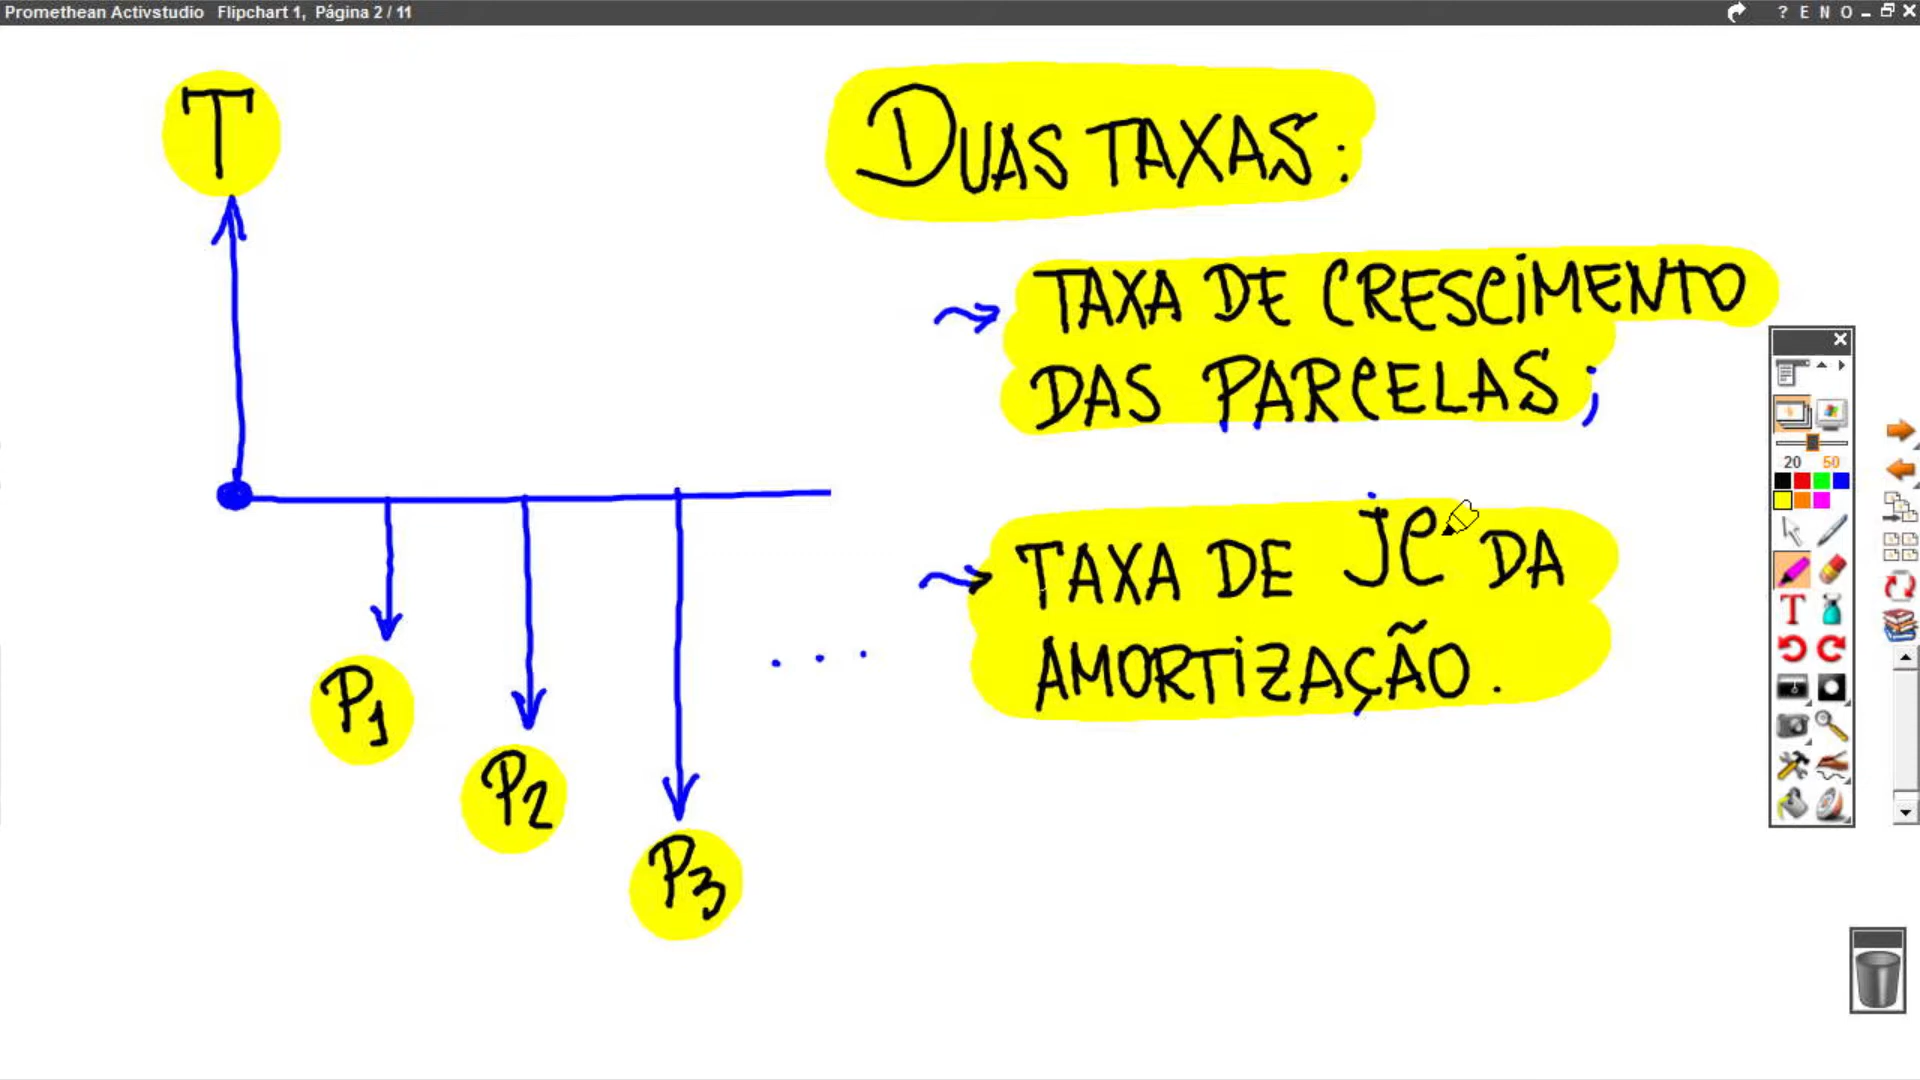 Promethean Activstudio Flipchart 1, Página 2 / 11
? E N O
T
DUAS TAXAS:
TAXA DE CRESCIMENTO
DAS PARCELAS;
TAXA DE JC DA
AMORTIZAÇÃO.
P1
P2
P3
...
20 50
T